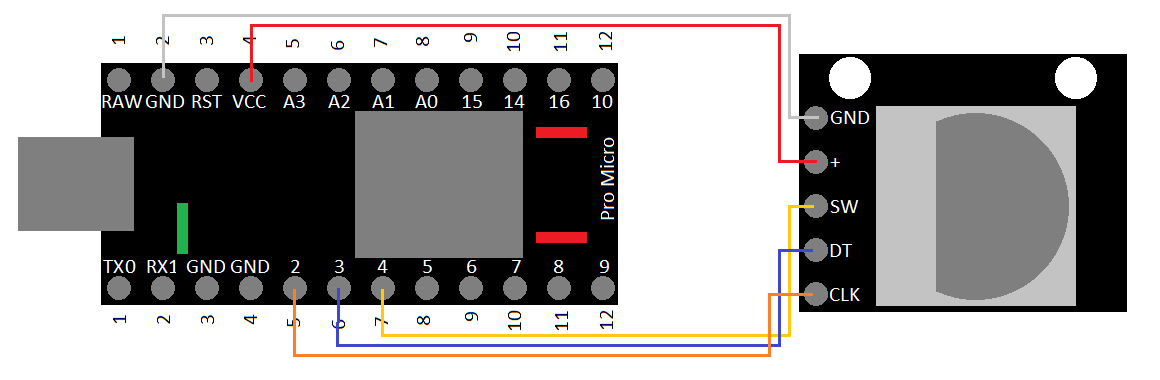 1 2 3 4 5 6 7 8 9 10 11 12
RAW GND RST VCC A3 A2 A1 A0 15 14 16 10
Pro Micro
TX0 RX1 GND GND 2 3 4 5 6 7 8 9
1 2 3 4 5 6 7 8 9 10 11 12
GND
+
SW
DT
CLK